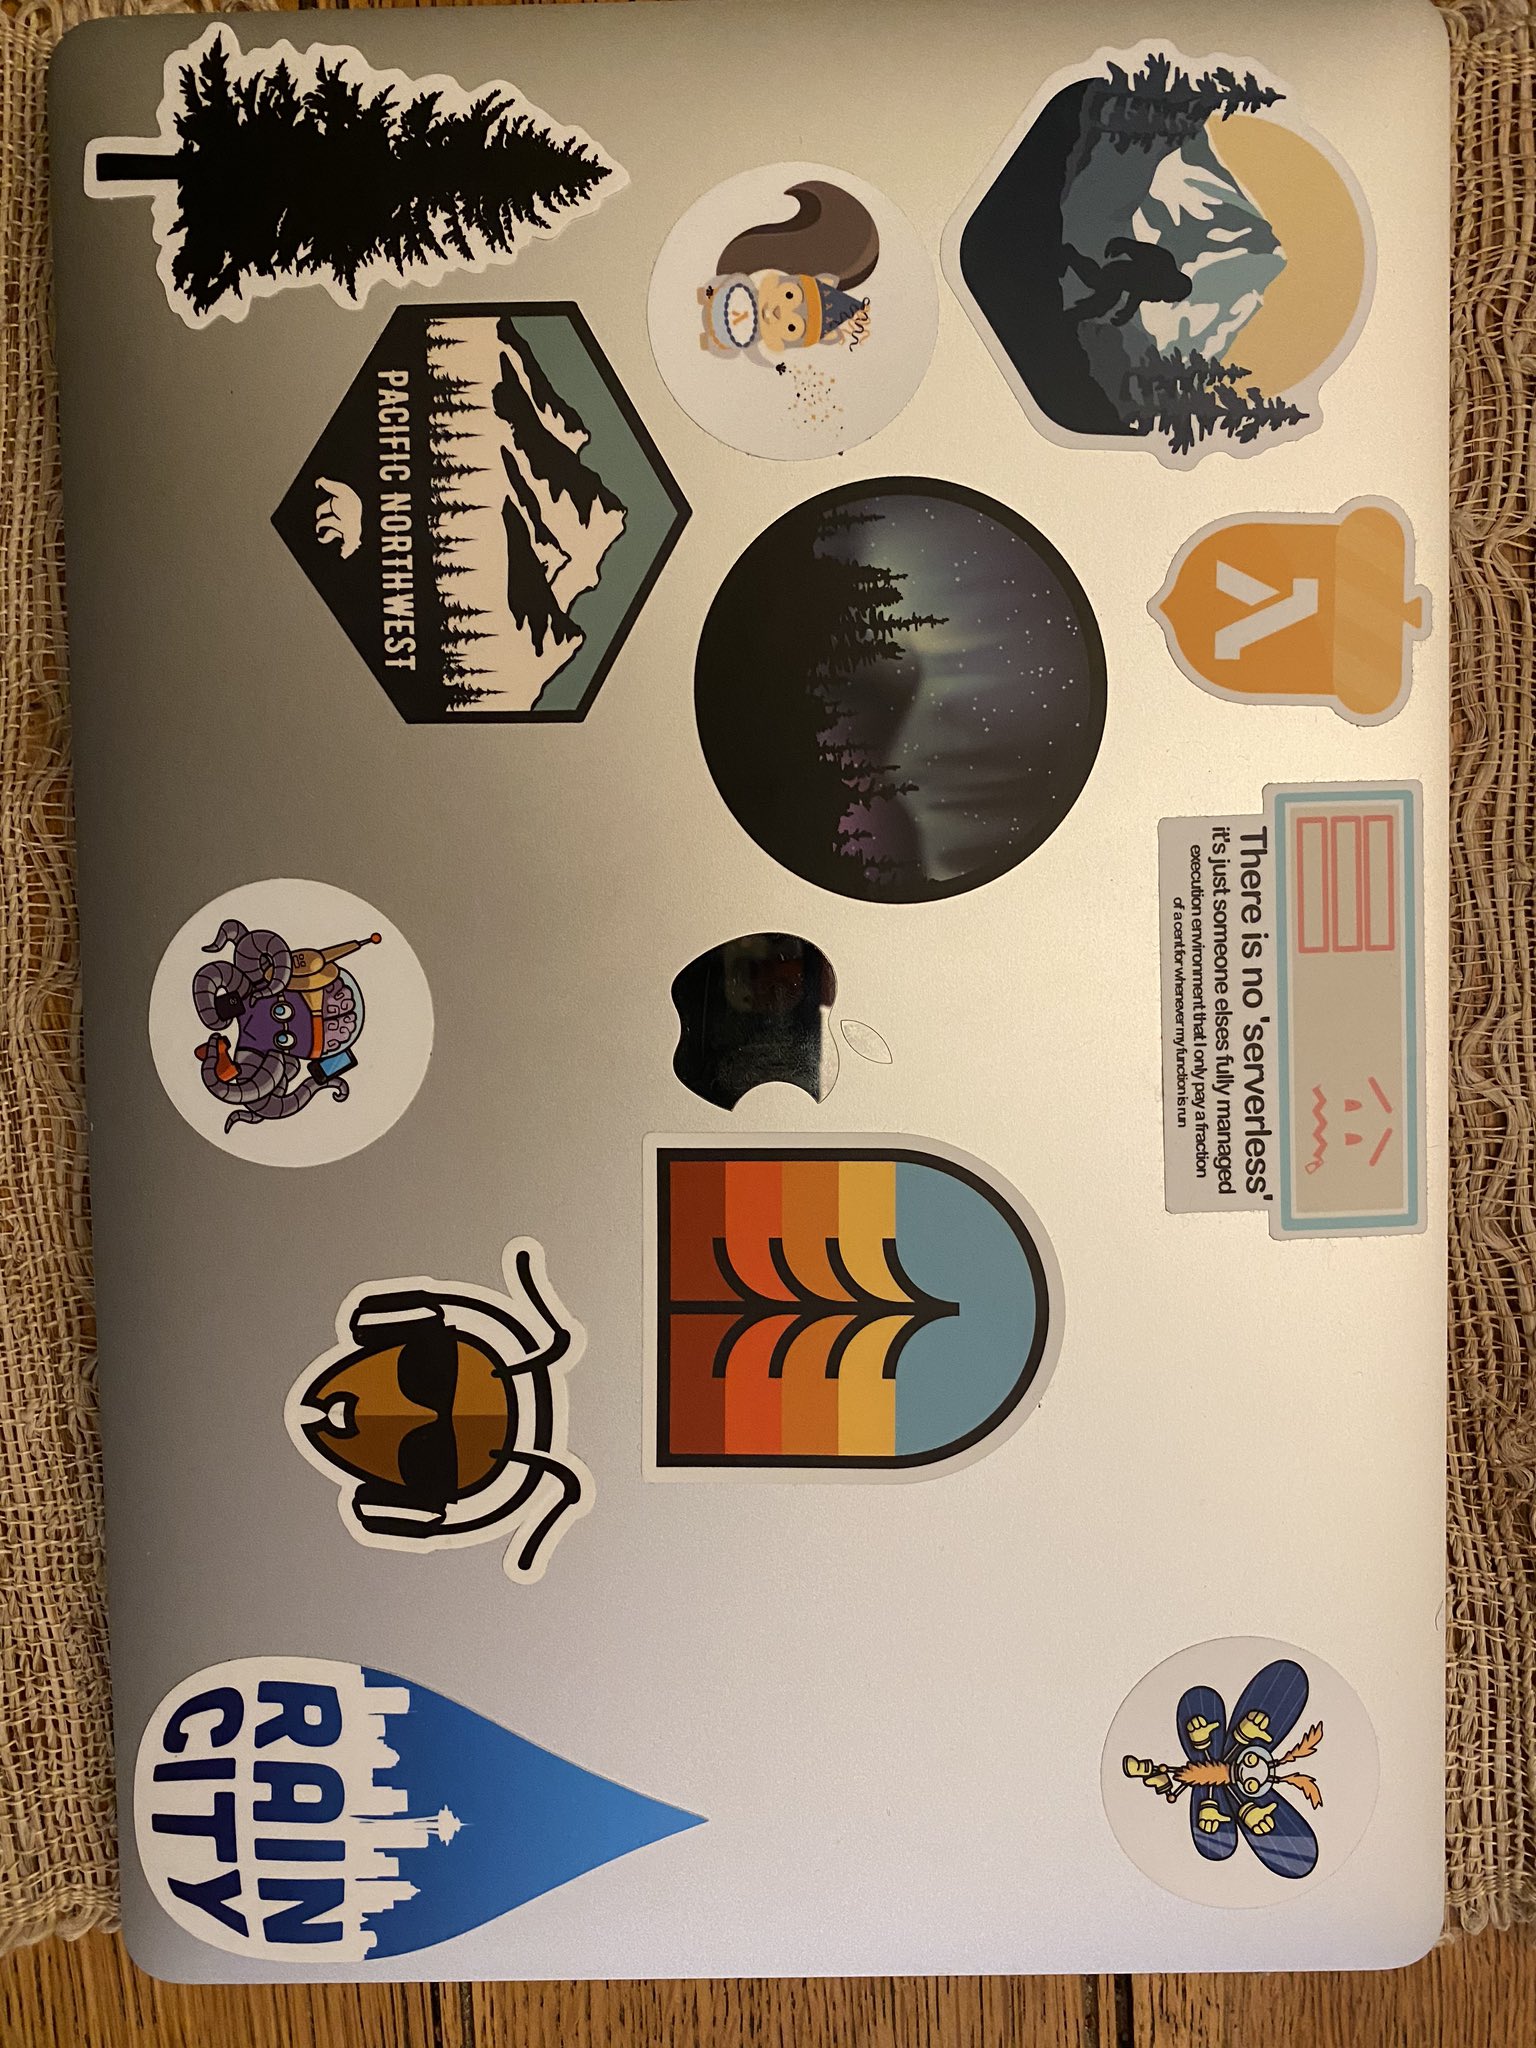 There is no 'serverless'
it's just someone elses fully managed
execution environment that I only pay a fraction
of a cent for whenever my function is run
PACIFIC NORTHWEST
RAIN
CITY